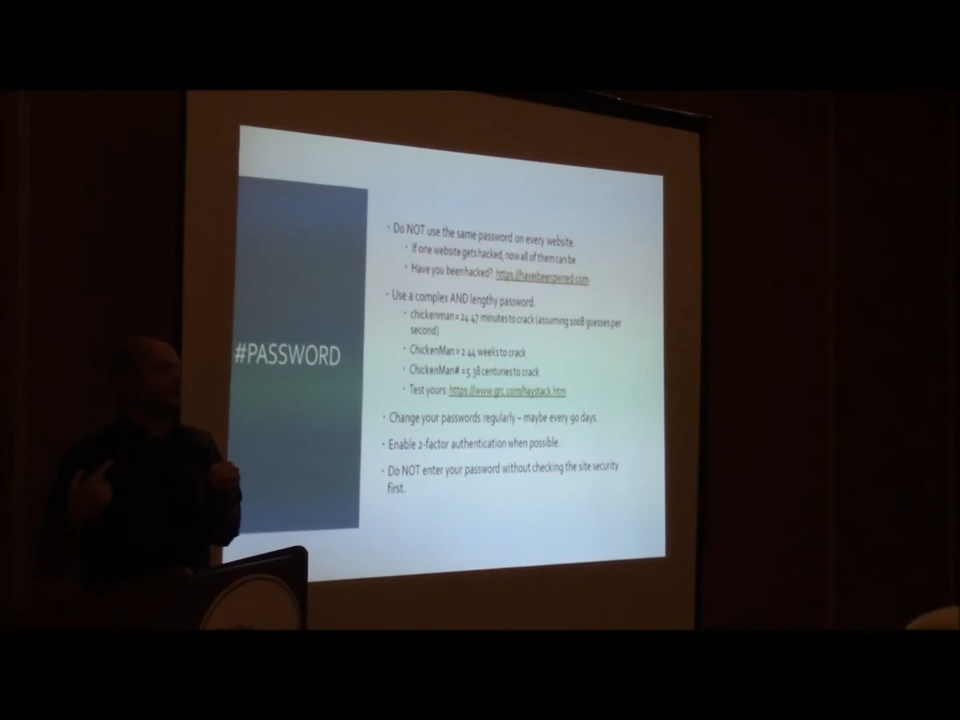 #PASSWORD
Do NOT use the same password on every website.
If one website gets hacked, now all of them can be
Have you been hacked?: https://haveibeenpwned.com
Use a complex AND lengthy password.
chickenman = 24.47 minutes to crack (assuming 100B guesses per
second)
ChickenMan = 2.44 weeks to crack
ChickenMan# = 5.38 centuries to crack
Test yours: https://www.grc.com/haystack.htm
Change your passwords regularly – maybe every 90 days.
Enable 2-factor authentication when possible.
Do NOT enter your password without checking the site security
first.